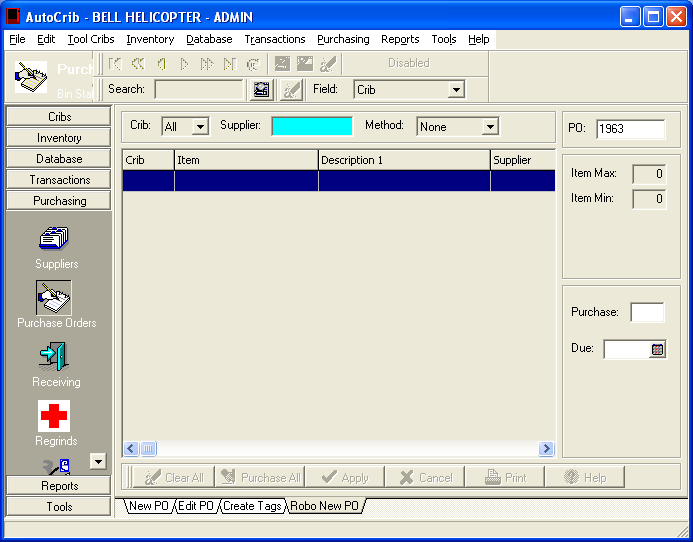 AutoCrib - BELL HELICOPTER - ADMIN
File Edit Tool Cribs Inventory Database Transactions Purchasing Reports Tools Help
Purch
Bin Stat
Disabled
Search: Field: Crib
Cribs
Inventory
Database
Transactions
Purchasing
Suppliers
Purchase Orders
Receiving
Regrinds
Reports
Tools
Crib: All Supplier: Method: None
Crib Item Description 1 Supplier
PO: 1963
Item Max: 0
Item Min: 0
Purchase:
Due:
Clear All Purchase All Apply Cancel Print Help
New PO Edit PO Create Tags Robo New PO